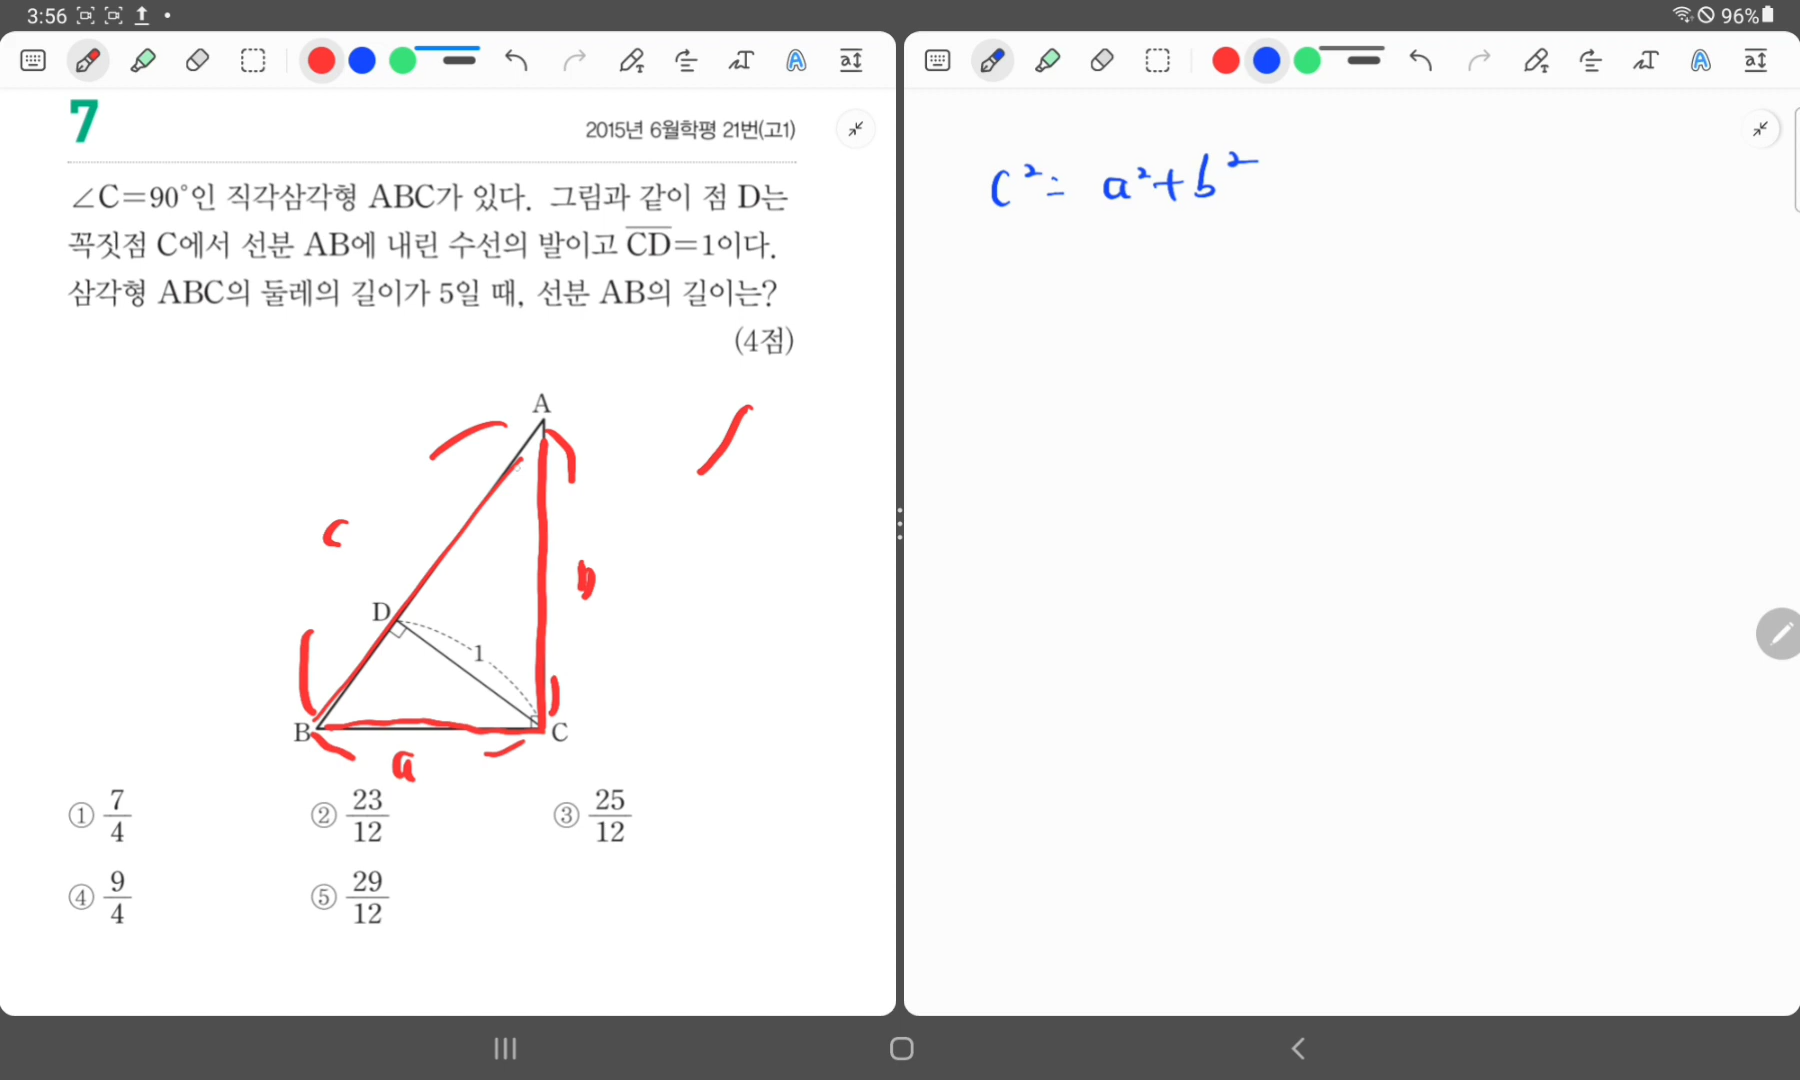 3:56
96%
7
2015년 6월학평 21번(고1)
∠C=90°인 직각삼각형 ABC가 있다. 그림과 같이 점 D는
꼭짓점 C에서 선분 AB에 내린 수선의 발이고 C̅D̅=1이다.
삼각형 ABC의 둘레의 길이가 5일 때, 선분 AB의 길이는?
(4점)
A
c
b
D
1
B
C
a
① 7/4 ② 23/12 ③ 25/12
④ 9/4 ⑤ 29/12
c²= a²+b²